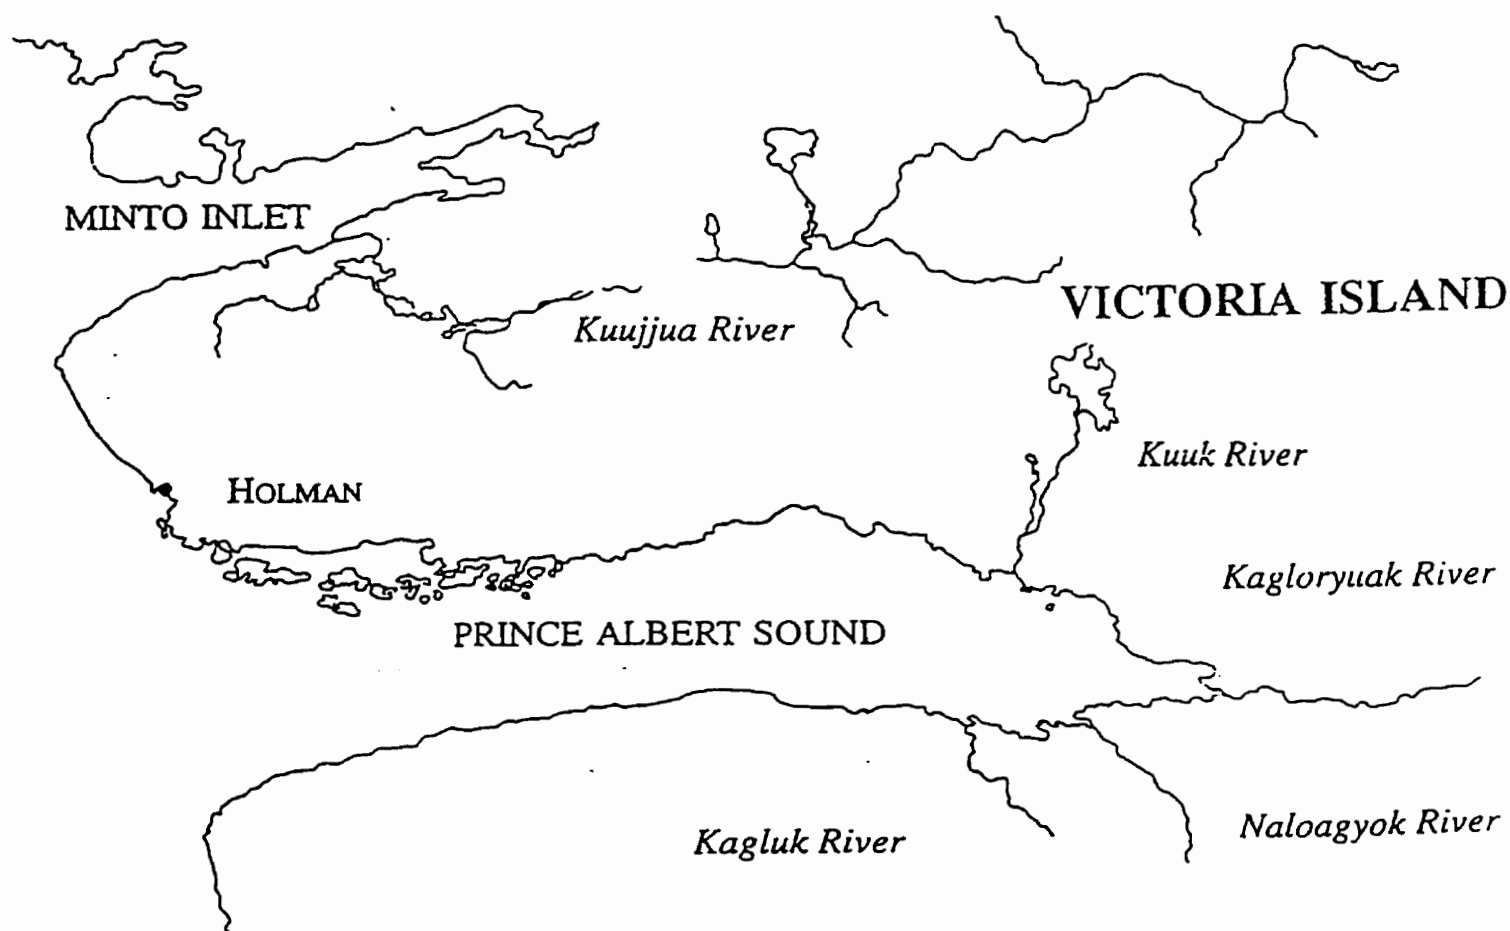 MINTO INLET
VICTORIA ISLAND
Kuujjua River
Kuuk River
HOLMAN
Kagloryuak River
PRINCE ALBERT SOUND
Naloagyok River
Kagluk River